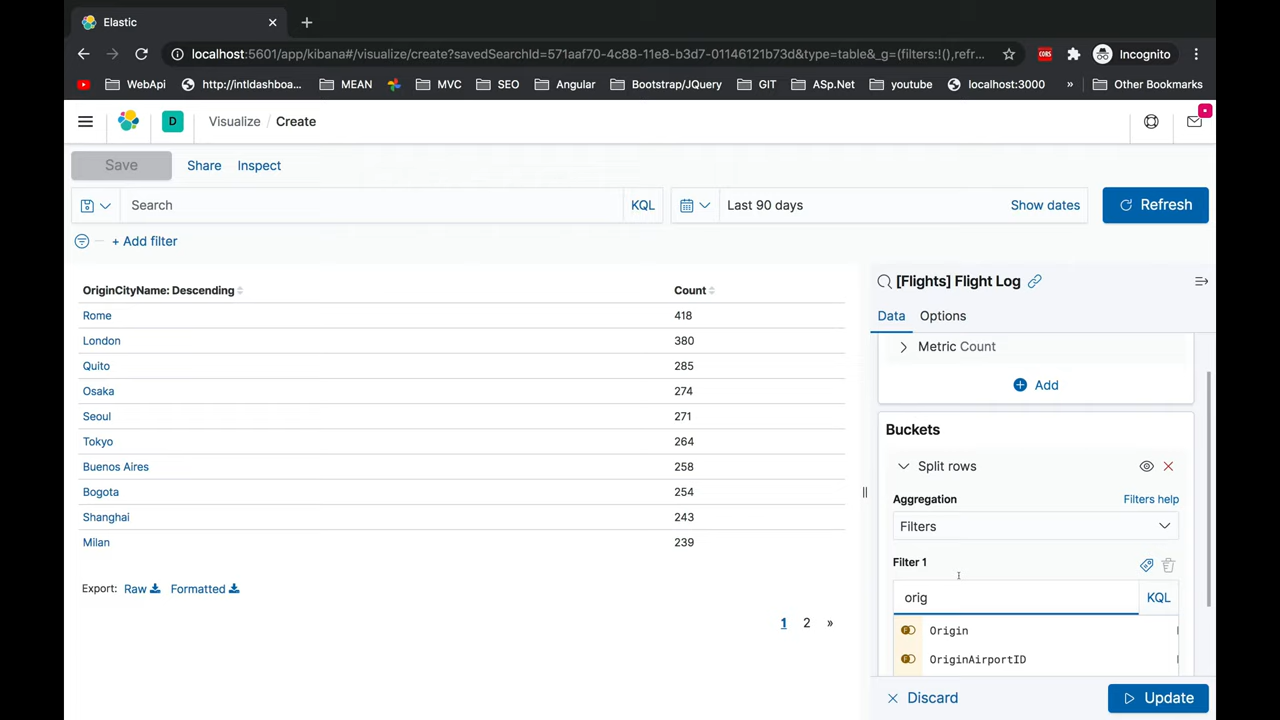 Elastic
localhost:5601/app/kibana#/visualize/create?savedSearchId=571aaf70-4c88-11e8-b3d7-01146121b73d&type=table&_g=(filters:!(),refr...
CORS
Incognito
WebApi
http://intldashboa...
MEAN
MVC
SEO
Angular
Bootstrap/JQuery
GIT
ASp.Net
youtube
localhost:3000
»
Other Bookmarks
D
Visualize / Create
Save
Share
Inspect
Search
KQL
Last 90 days
Show dates
Refresh
+ Add filter
OriginCityName: Descending
Count
Rome 418
London 380
Quito 285
Osaka 274
Seoul 271
Tokyo 264
Buenos Aires 258
Bogota 254
Shanghai 243
Milan 239
Export: Raw Formatted
1 2 »
[Flights] Flight Log
Data Options
Metric Count
Add
Buckets
Split rows
Aggregation
Filters help
Filters
Filter 1
orig
KQL
Origin
OriginAirportID
Discard
Update